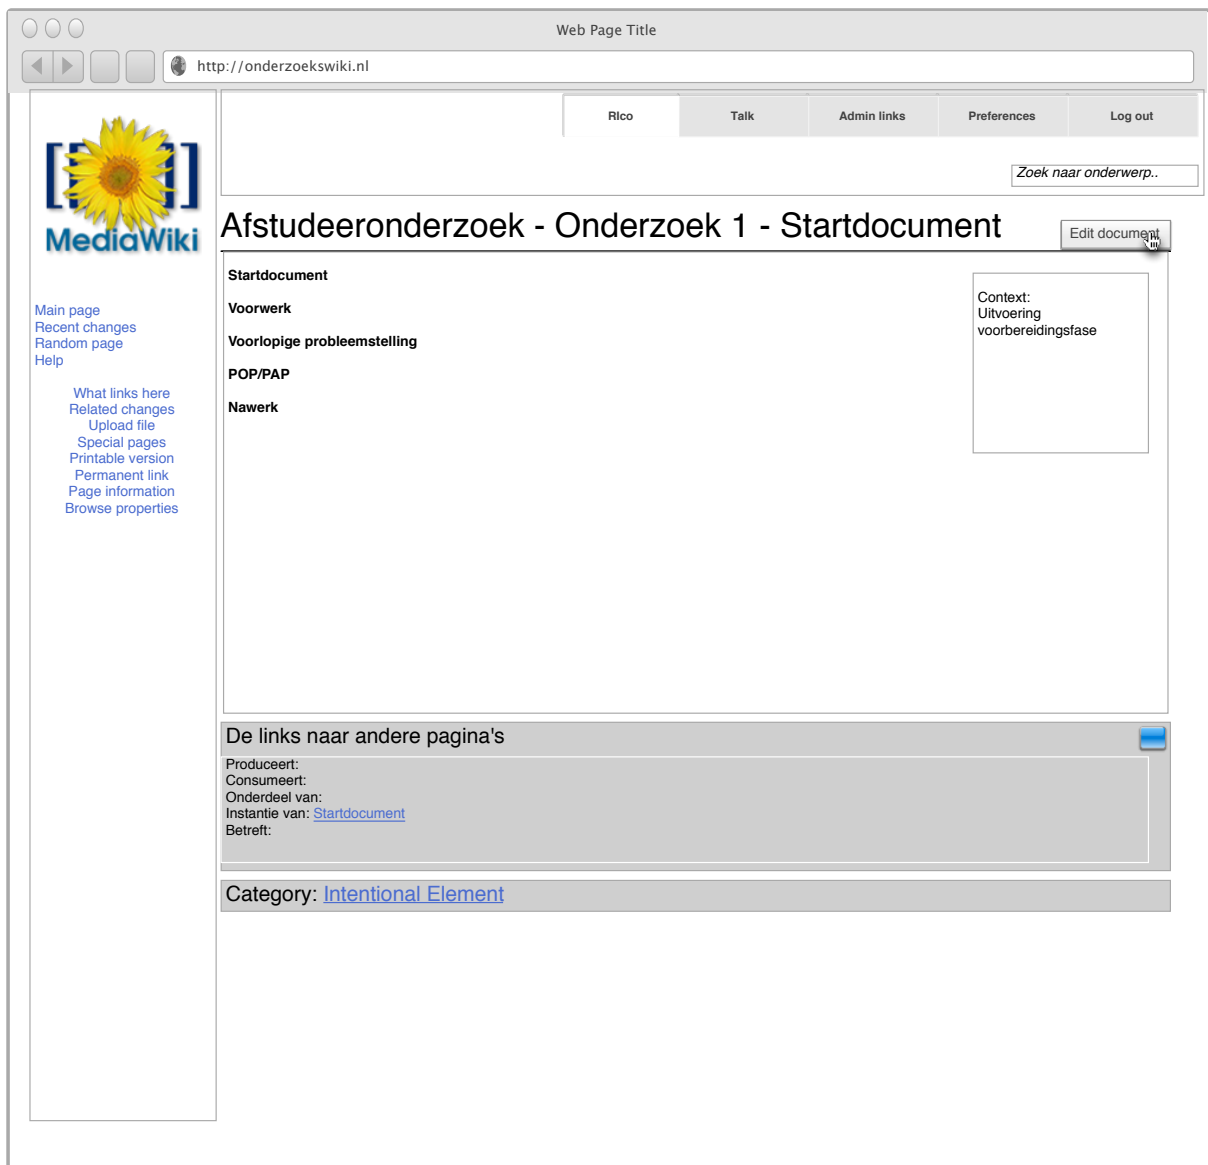 Web Page Title
http://onderzoekswiki.nl
RIco
Talk
Admin links
Preferences
Log out
Zoek naar onderwerp..
[[ ]]
MediaWiki
Afstudeeronderzoek - Onderzoek 1 - Startdocument
Edit document
Main page
Recent changes
Random page
Help
What links here
Related changes
Upload file
Special pages
Printable version
Permanent link
Page information
Browse properties
Startdocument
Voorwerk
Voorlopige probleemstelling
POP/PAP
Nawerk
Context:
Uitvoering
voorbereidingsfase
De links naar andere pagina's
Produceert:
Consumeert:
Onderdeel van:
Instantie van: Startdocument
Betreft:
Category: Intentional Element